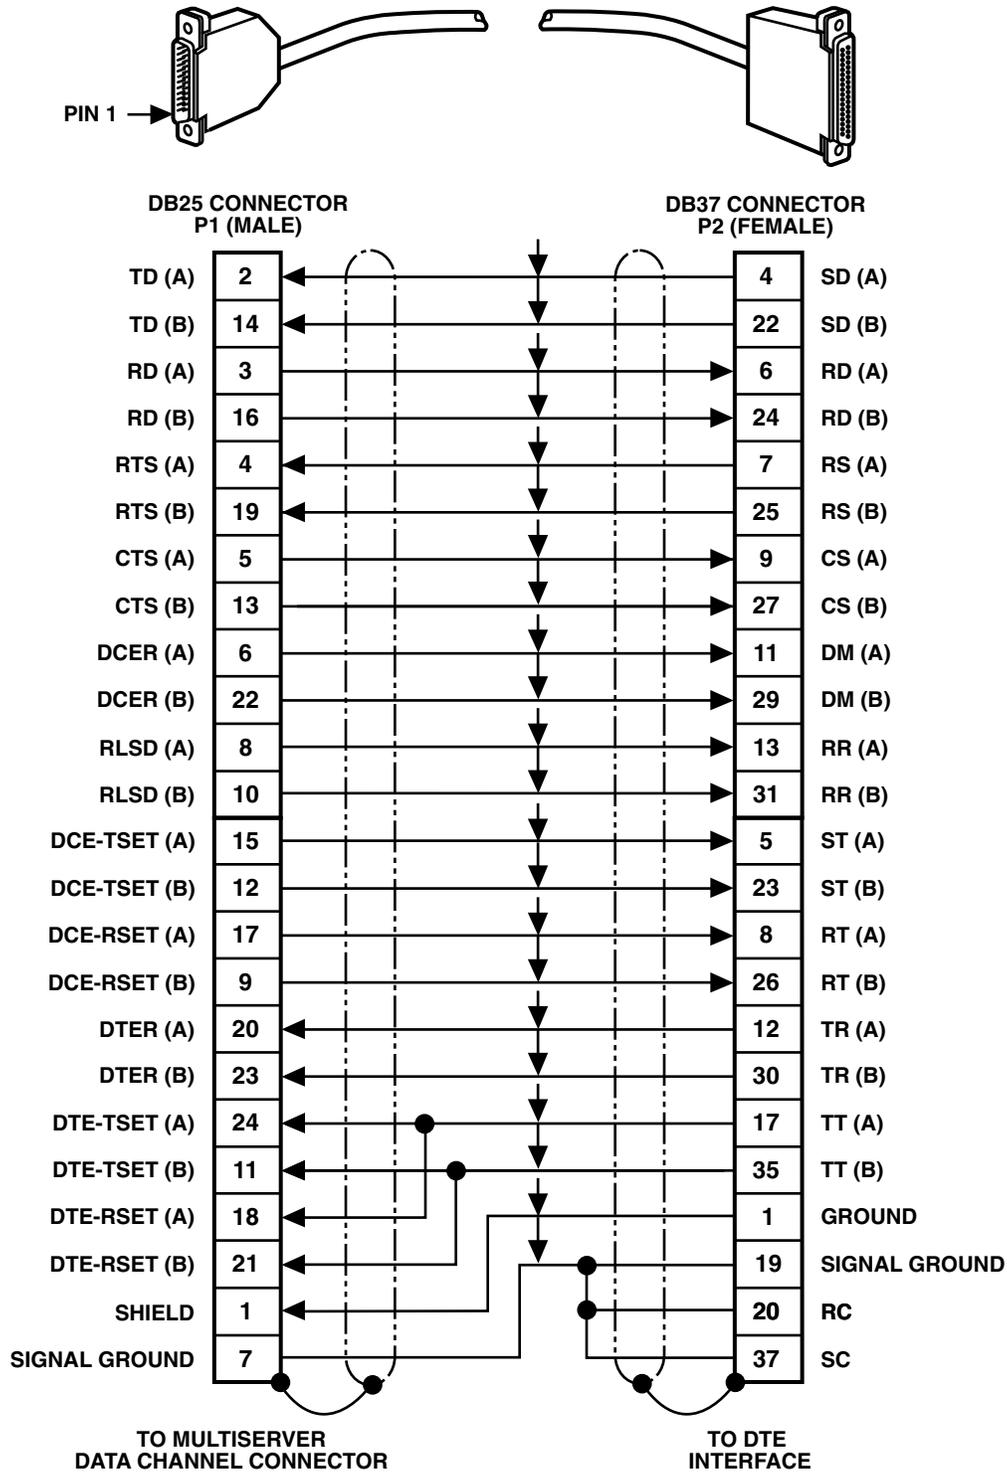 PIN 1
DB25 CONNECTOR
P1 (MALE)
DB37 CONNECTOR
P2 (FEMALE)
TD (A) 2 4 SD (A)
TD (B) 14 22 SD (B)
RD (A) 3 6 RD (A)
RD (B) 16 24 RD (B)
RTS (A) 4 7 RS (A)
RTS (B) 19 25 RS (B)
CTS (A) 5 9 CS (A)
CTS (B) 13 27 CS (B)
DCER (A) 6 11 DM (A)
DCER (B) 22 29 DM (B)
RLSD (A) 8 13 RR (A)
RLSD (B) 10 31 RR (B)
DCE-TSET (A) 15 5 ST (A)
DCE-TSET (B) 12 23 ST (B)
DCE-RSET (A) 17 8 RT (A)
DCE-RSET (B) 9 26 RT (B)
DTER (A) 20 12 TR (A)
DTER (B) 23 30 TR (B)
DTE-TSET (A) 24 17 TT (A)
DTE-TSET (B) 11 35 TT (B)
DTE-RSET (A) 18 1 GROUND
DTE-RSET (B) 21 19 SIGNAL GROUND
SHIELD 1 20 RC
SIGNAL GROUND 7 37 SC
TO MULTISERVER
DATA CHANNEL CONNECTOR
TO DTE
INTERFACE